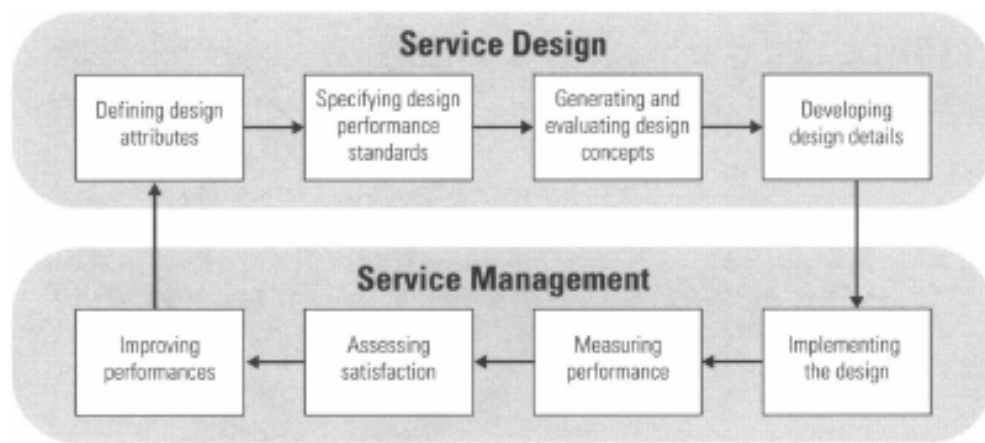 Service Design
Defining design
attributes
Specifying design
performance
standards
Generating and
evaluating design
concepts
Developing
design details
Service Management
Improving
performances
Assessing
satisfaction
Measuring
performance
Implementing
the design